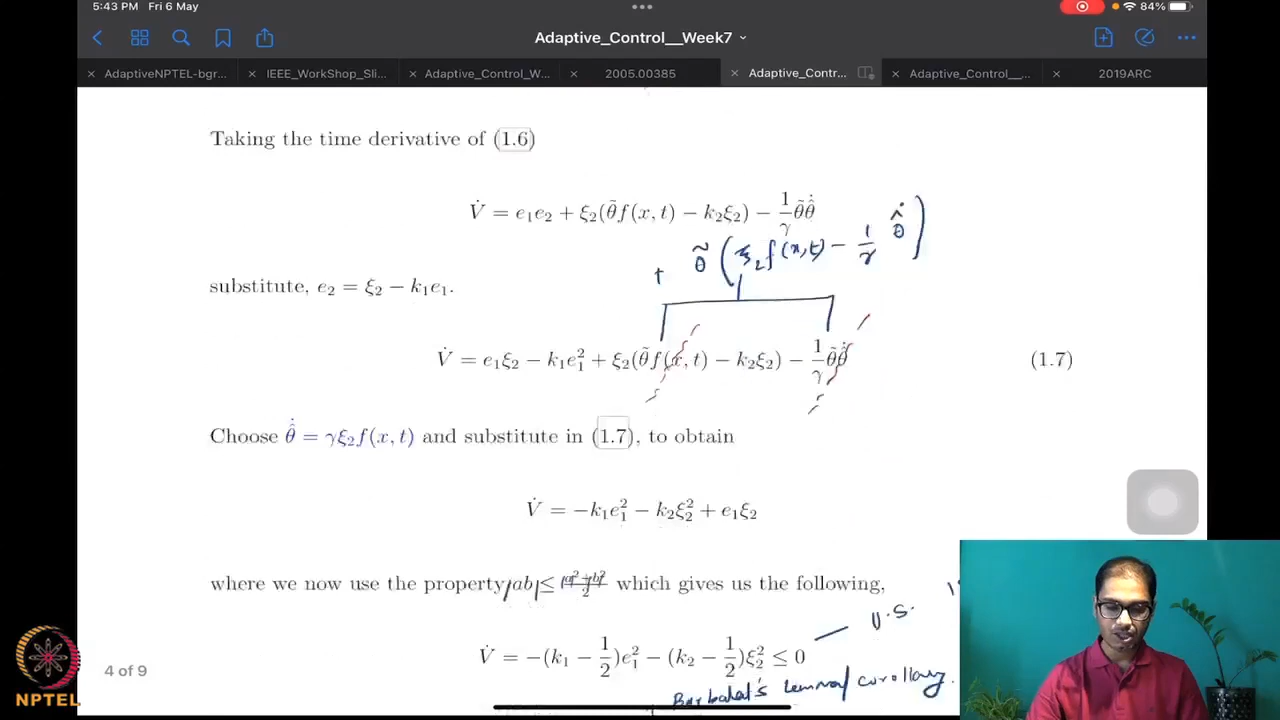 5:43 PM Fri 6 May
84%
Adaptive_Control__Week7
AdaptiveNPTEL-bgr...
IEEE_WorkShop_Sli...
Adaptive_Control_W...
2005.00385
Adaptive_Contr...
Adaptive_Control__...
2019ARC
Taking the time derivative of (1.6)
V̇ = e₁e₂ + ξ₂(θ̃f(x, t) − k₂ξ₂) − 1/γ θ̃θ̂̇
+ θ̃ (ξ₂f(x,t) − 1/γ θ̂̇)
substitute, e₂ = ξ₂ − k₁e₁.
V̇ = e₁ξ₂ − k₁e₁² + ξ₂(θ̃f(x, t) − k₂ξ₂) − 1/γ θ̃θ̂̇ (1.7)
Choose θ̂̇ = γξ₂f(x, t) and substitute in (1.7), to obtain
V̇ = −k₁e₁² − k₂ξ₂² + e₁ξ₂
where we now use the property |ab| ≤ which gives us the following,
V̇ = −(k₁ − 1/2)e₁² − (k₂ − 1/2)ξ₂² ≤ 0 — U.S.
Barbalat's Lemma/corollary.
4 of 9
NPTEL